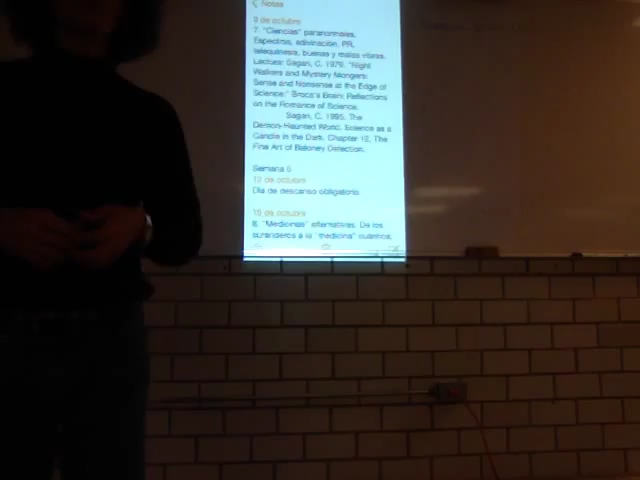 Notas
9 de octubre
7. "Ciencias" paranormales.
Espectros, adivinación, PR,
telequinesis, buenas y malas vibras.
Lectura: Sagan, C. 1979. "Night
Walkers and Mystery Mongers:
Sense and Nonsense at the Edge of
Science." Broca's Brain: Reflections
on the Romance of Science.
Sagan, C. 1995. The
Demon-Haunted World. Science as a
Candle in the Dark. Chapter 12, The
Fine Art of Baloney Detection.
Semana 6
12 de octubre
Día de descanso obligatorio.
de octubre
8. "Medicinas" alternativas. De los
curanderos a la "medicina" cuántica.